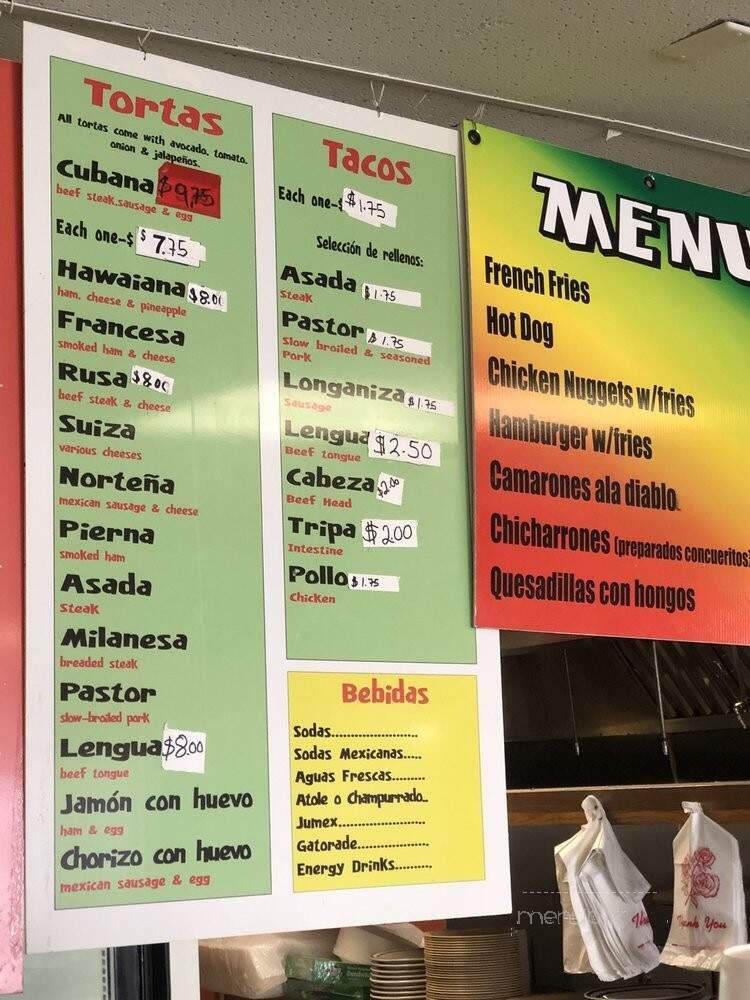 Tortas
All tortas come with avocado, tomato,
onion & jalapeños.
Cubana $9.75
beef steak,sausage & egg
Each one-$ $7.75
Hawaiana $8.00
ham, cheese & pineapple
Francesa
smoked ham & cheese
Rusa $8.00
beef steak & cheese
Suiza
various cheeses
Norteña
mexican sausage & cheese
Pierna
smoked ham
Asada
steak
Milanesa
breaded steak
Pastor
slow-broiled pork
Lengua $8.00
beef tongue
Jamón con huevo
ham & egg
Chorizo con huevo
mexican sausage & egg
Tacos
Each one-$ $1.75
Selección de rellenos:
Asada $1.75
Steak
Pastor $1.75
Slow broiled & seasoned
Pork
Longaniza $1.75
Sausage
Lengua $2.50
Beef tongue
Cabeza $2.00
Beef Head
Tripa $2.00
Intestine
Pollo $1.75
Chicken
Bebidas
Sodas......................
Sodas Mexicanas.....
Aguas Frescas.........
Atole o Champurrado..
Jumex......................
Gatorade..................
Energy Drinks..........
MENU
French Fries
Hot Dog
Chicken Nuggets w/fries
Hamburger w/fries
Camarones ala diablo
Chicharrones (preparados concueritos)
Quesadillas con hongos
Thank You